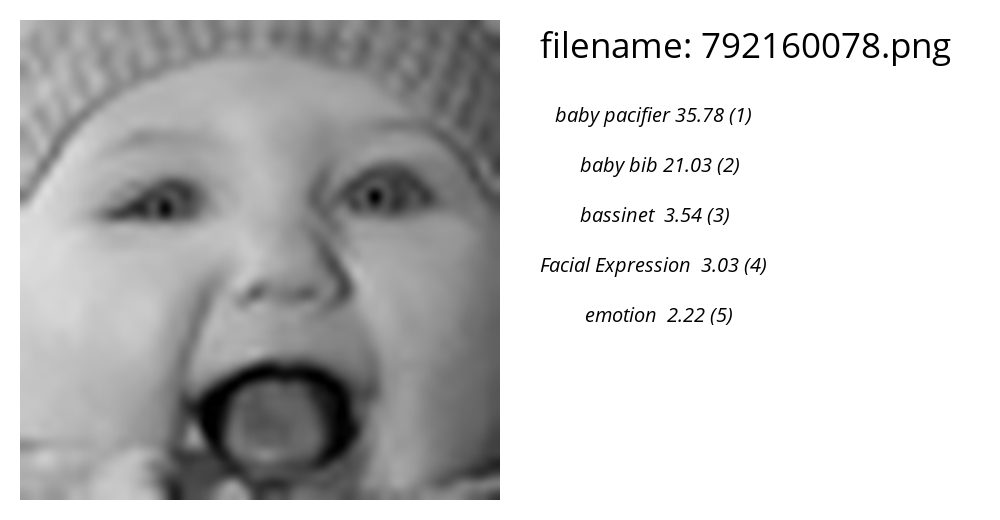 filename: 792160078.png
baby pacifier 35.78 (1)
baby bib 21.03 (2)
bassinet 3.54 (3)
Facial Expression 3.03 (4)
emotion 2.22 (5)